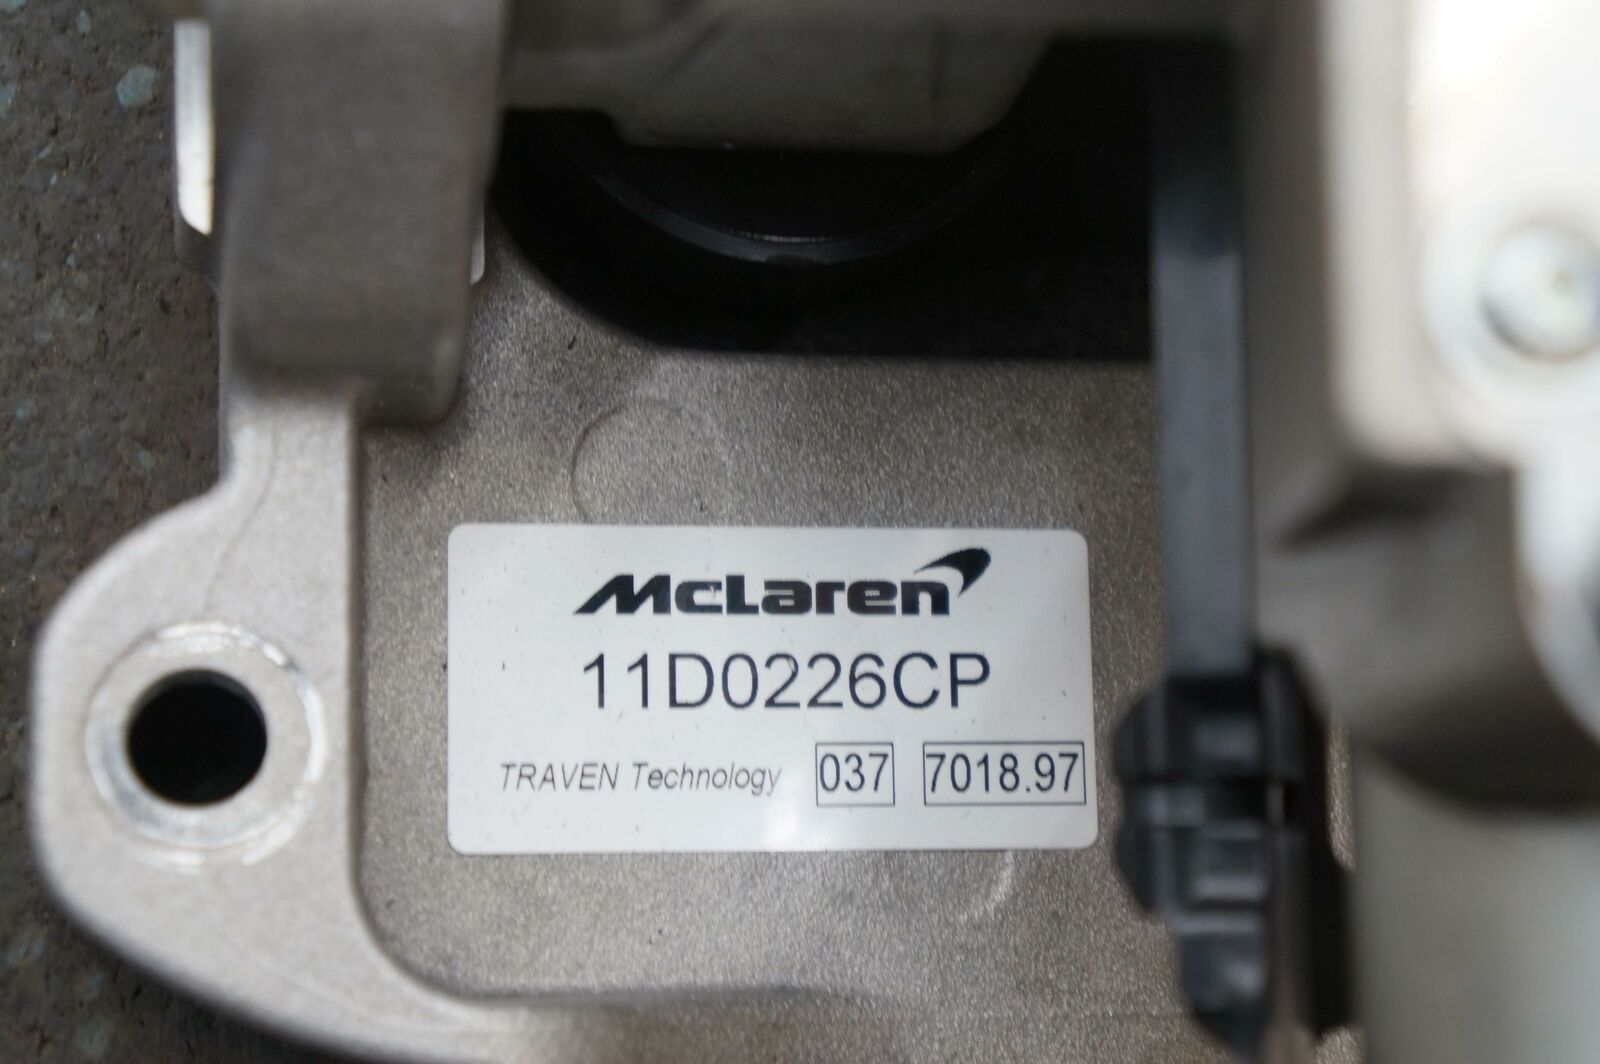 McLaren
11D0226CP
TRAVEN Technology 037 7018.97